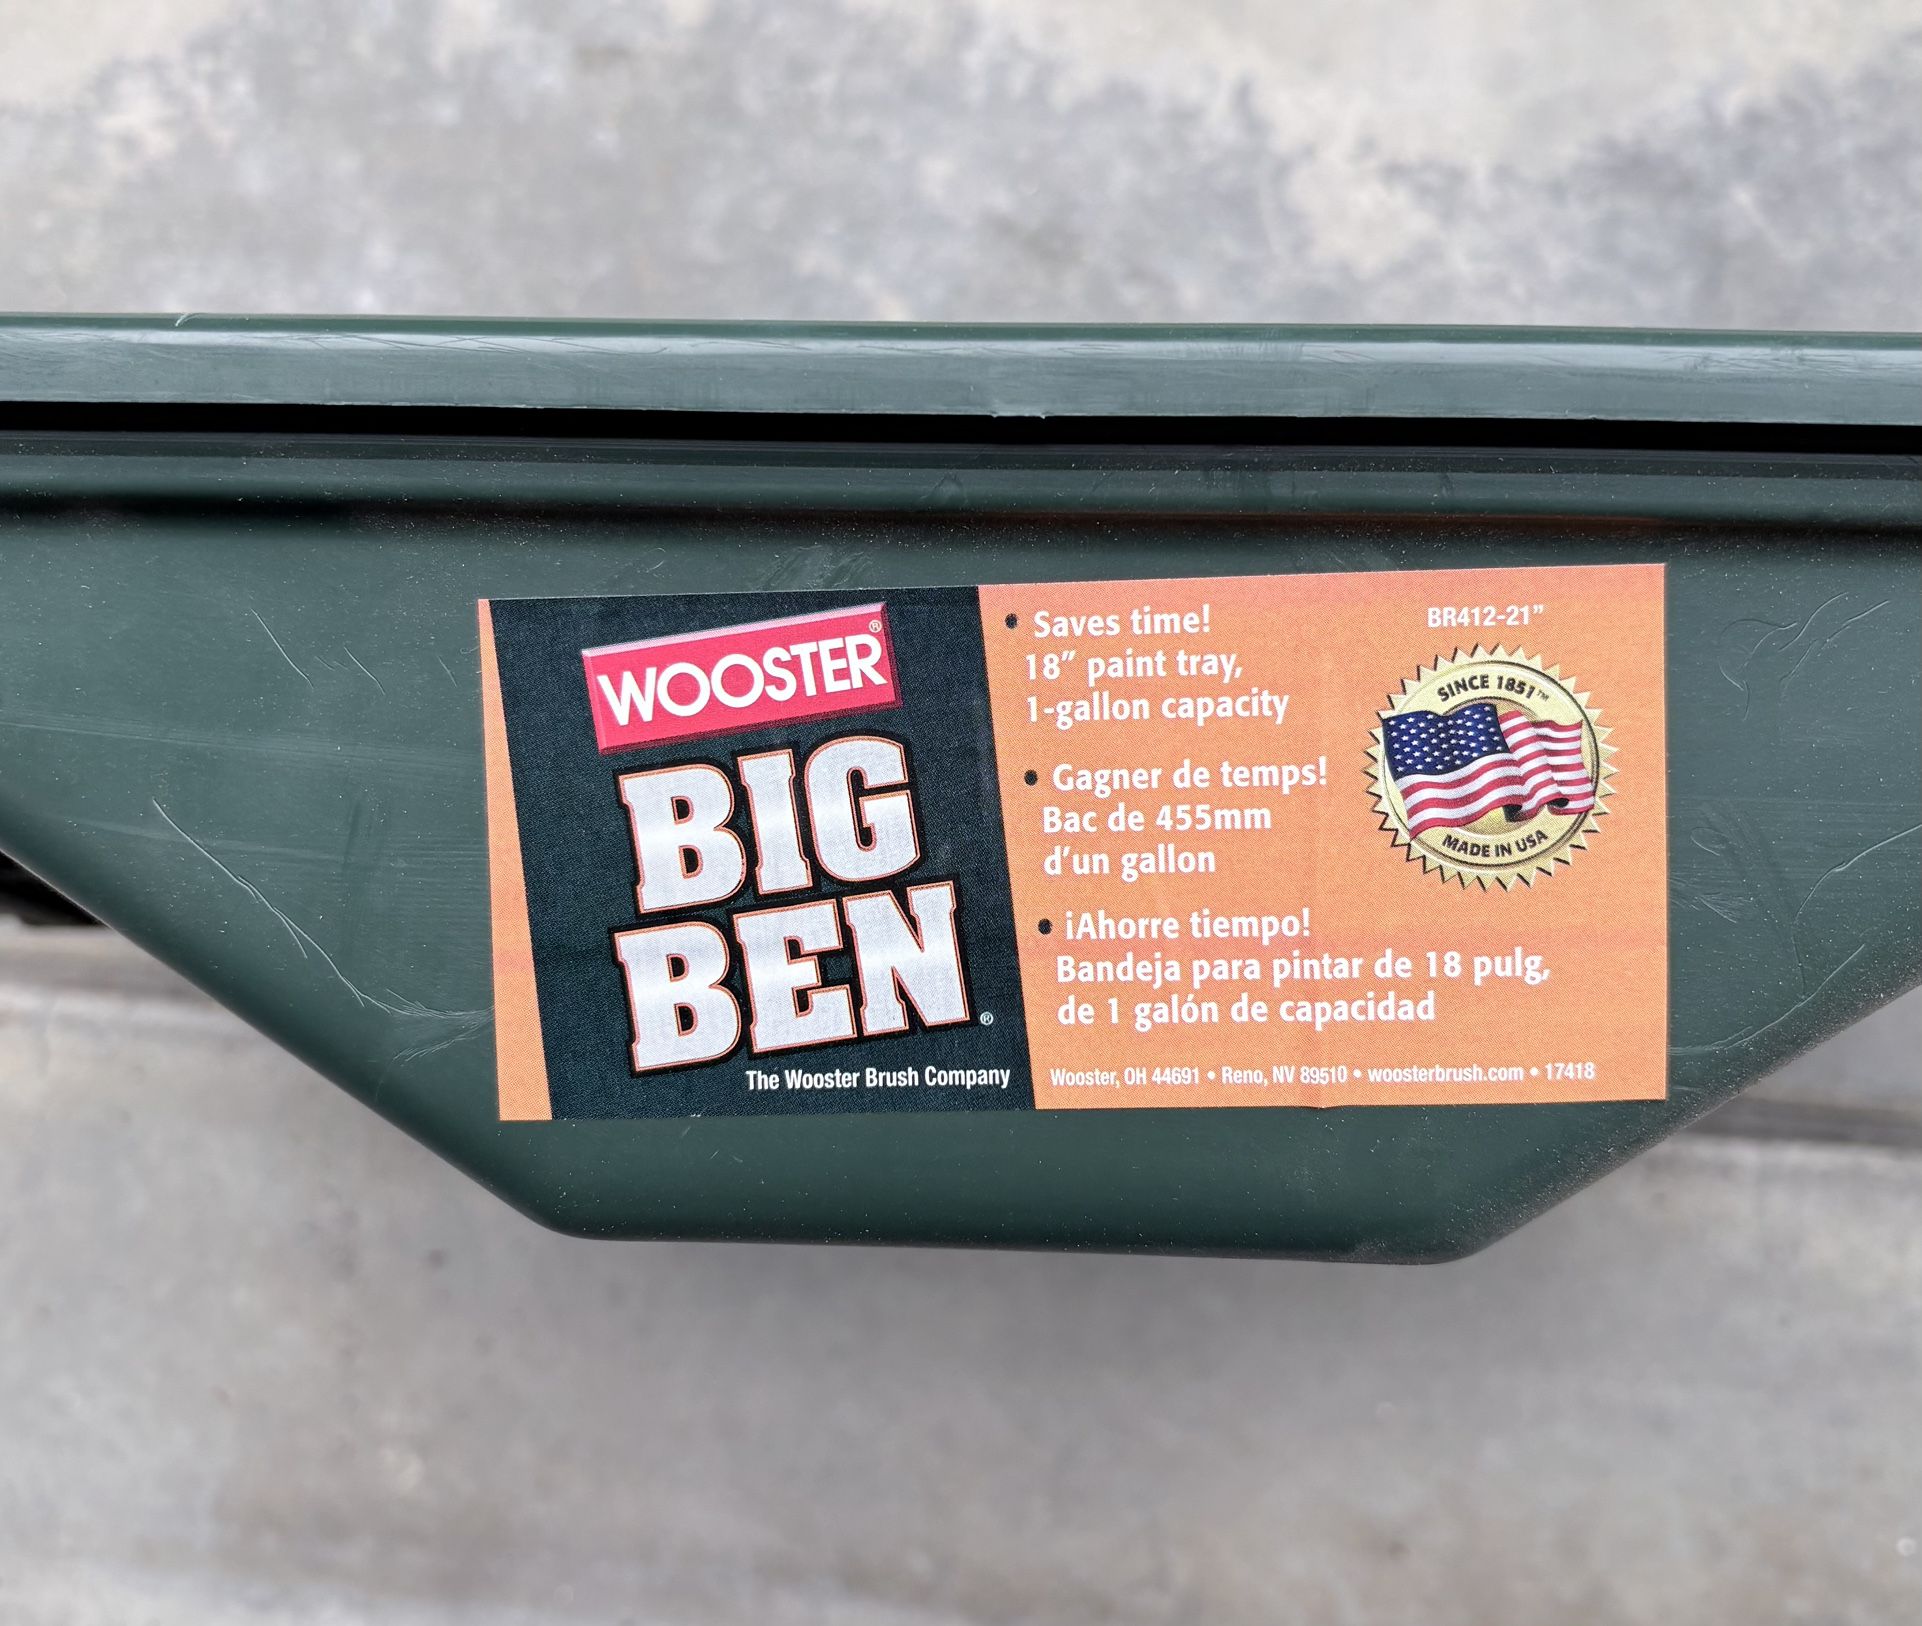 WOOSTER®
BIG
BEN®
The Wooster Brush Company
• Saves time!
18" paint tray,
1-gallon capacity
• Gagner de temps!
Bac de 455mm
d'un gallon
• ¡Ahorre tiempo!
Bandeja para pintar de 18 pulg,
de 1 galón de capacidad
BR412-21"
SINCE 1851™
MADE IN USA
Wooster, OH 44691 • Reno, NV 89510 • woosterbrush.com • 17418